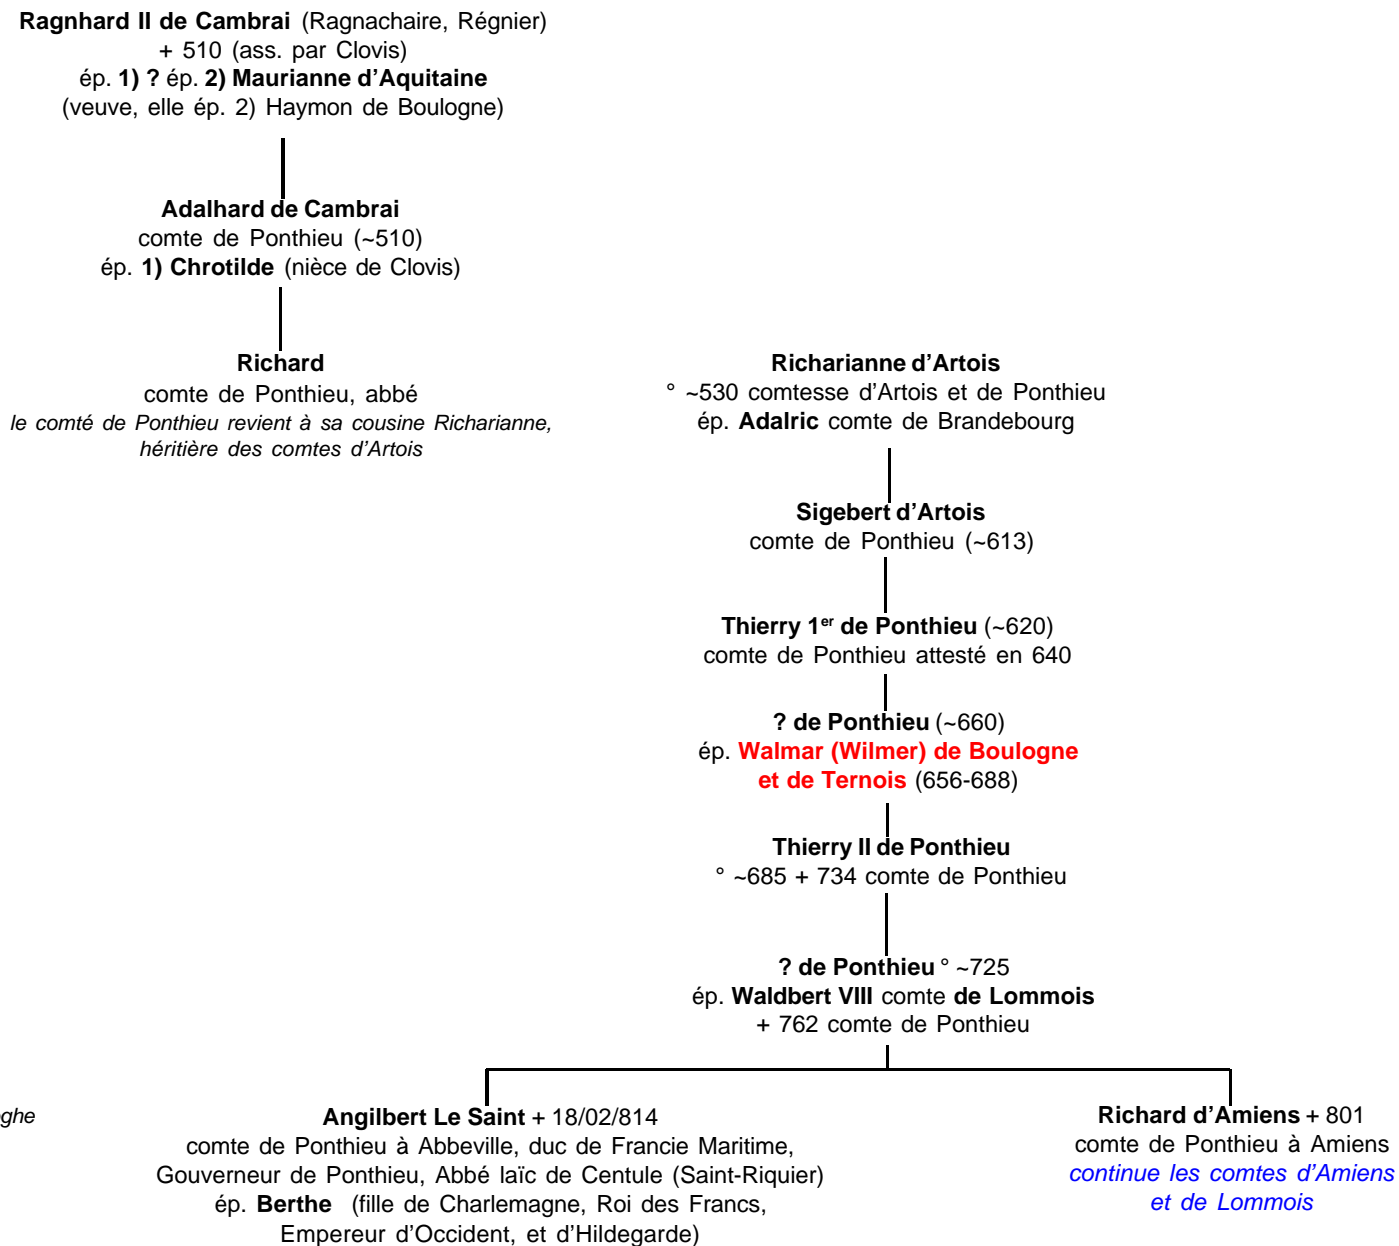 Ragnhard II de Cambrai (Ragnachaire, Régnier)
+ 510 (ass. par Clovis)
ép. 1) ? ép. 2) Maurianne d'Aquitaine
(veuve, elle ép. 2) Haymon de Boulogne)
Adalhard de Cambrai
comte de Ponthieu (~510)
ép. 1) Chrotilde (nièce de Clovis)
Richard
comte de Ponthieu, abbé
le comté de Ponthieu revient à sa cousine Richarianne,
héritière des comtes d'Artois
Richarianne d'Artois
° ~530 comtesse d'Artois et de Ponthieu
ép. Adalric comte de Brandebourg
Sigebert d'Artois
comte de Ponthieu (~613)
Thierry 1er de Ponthieu (~620)
comte de Ponthieu attesté en 640
? de Ponthieu (~660)
ép. Walmar (Wilmer) de Boulogne
et de Ternois (656-688)
Thierry II de Ponthieu
° ~685 + 734 comte de Ponthieu
? de Ponthieu ° ~725
ép. Waldbert VIII comte de Lommois
+ 762 comte de Ponthieu
Angilbert Le Saint + 18/02/814
comte de Ponthieu à Abbeville, duc de Francie Maritime,
Gouverneur de Ponthieu, Abbé laïc de Centule (Saint-Riquier)
ép. Berthe (fille de Charlemagne, Roi des Francs,
Empereur d'Occident, et d'Hildegarde)
Richard d'Amiens + 801
comte de Ponthieu à Amiens
continue les comtes d'Amiens
et de Lommois